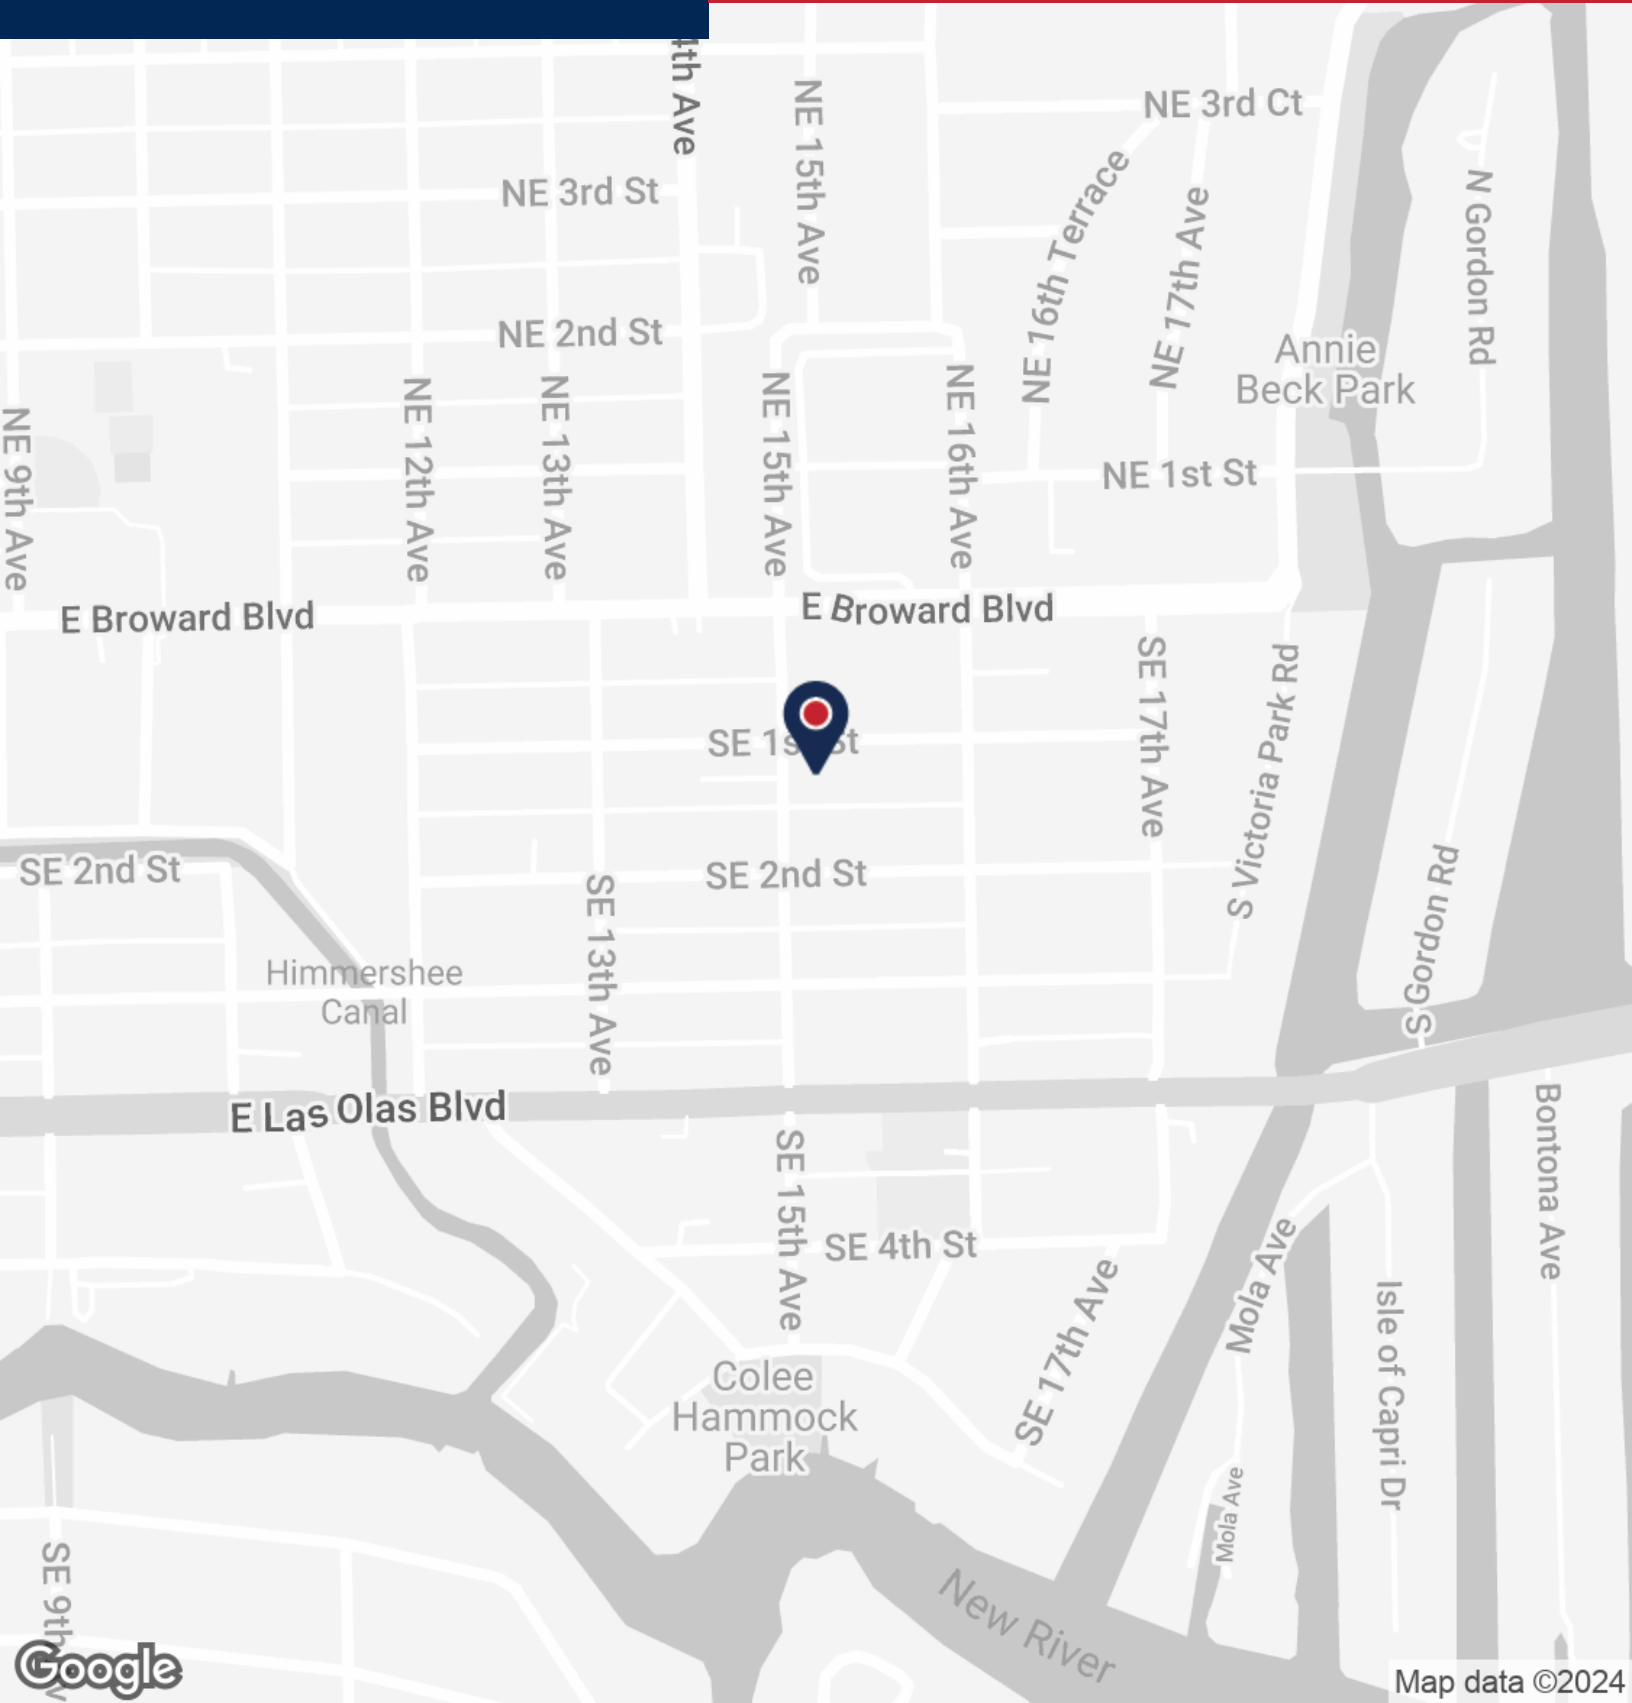 4th Ave
NE 15th Ave
NE 3rd Ct
NE 3rd St
NE 16th Terrace
NE 17th Ave
N Gordon Rd
NE 2nd St
Annie
Beck Park
NE 9th Ave
NE 12th Ave
NE 13th Ave
NE 15th Ave
NE 16th Ave
NE 1st St
E Broward Blvd
E Broward Blvd
SE 17th Ave
S Victoria Park Rd
SE 1st St
SE 2nd St
SE 2nd St
S Gordon Rd
SE 13th Ave
Himmershee
Canal
E Las Olas Blvd
SE 15th Ave
Bontona Ave
SE 4th St
Mola Ave
SE 17th Ave
Isle of Capri Dr
Colee
Hammock
Park
Mola Ave
SE 9th
New River
Google
Map data ©2024